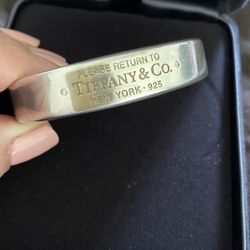 PLEASE RETURN TO
TIFFANY & CO.
NEW YORK · 925